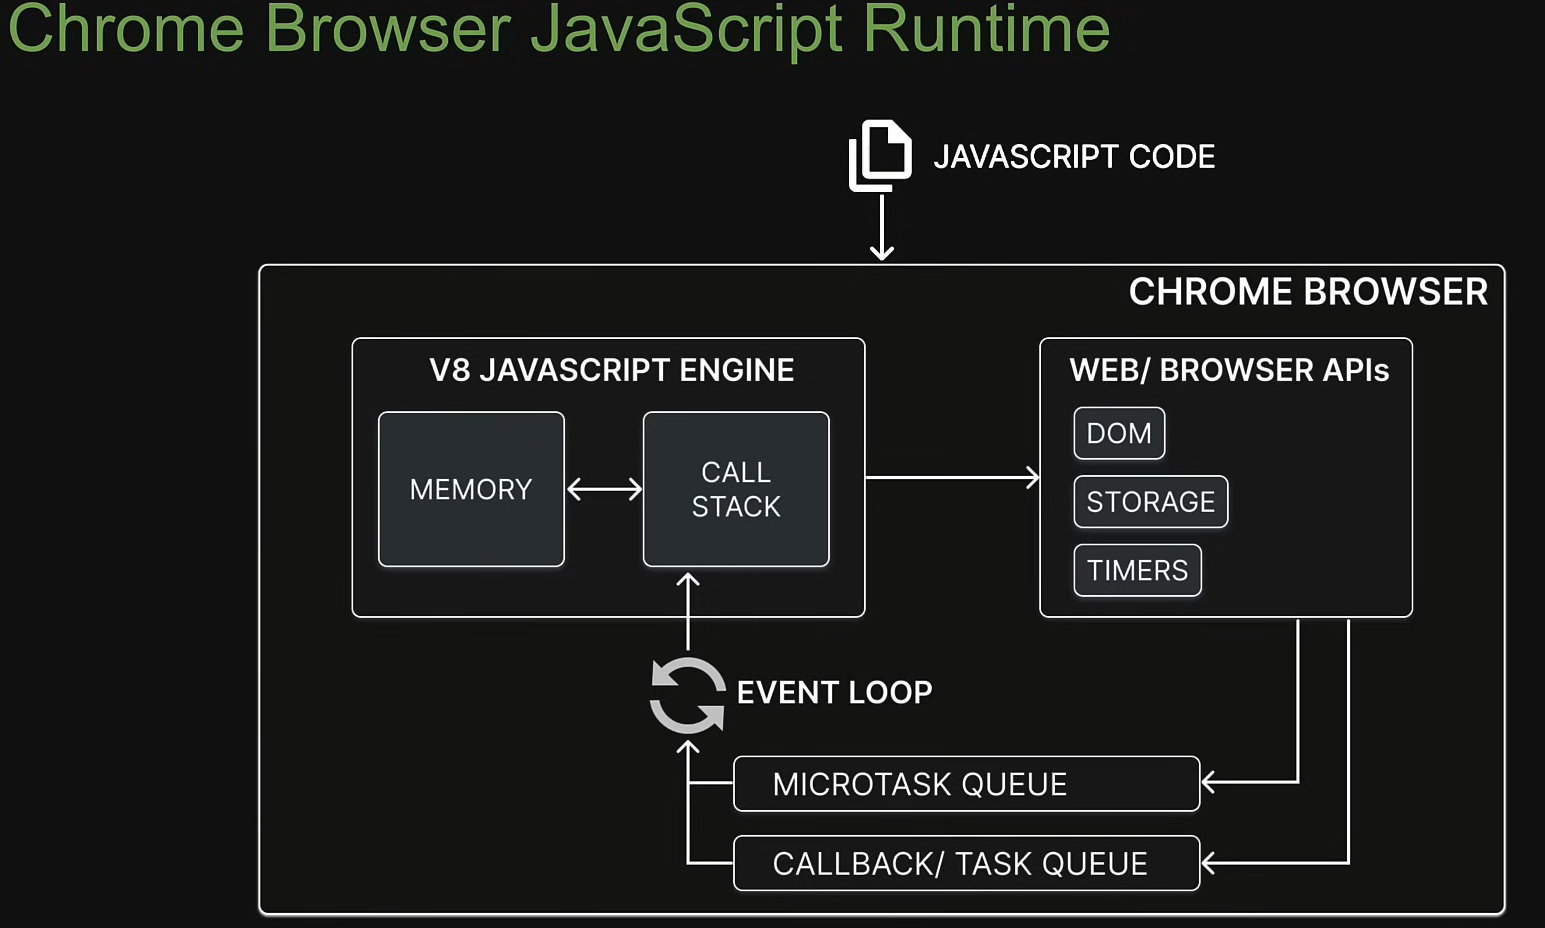 Chrome Browser JavaScript Runtime
JAVASCRIPT CODE
CHROME BROWSER
V8 JAVASCRIPT ENGINE
MEMORY
CALL
STACK
WEB/ BROWSER APIs
DOM
STORAGE
TIMERS
EVENT LOOP
MICROTASK QUEUE
CALLBACK/ TASK QUEUE